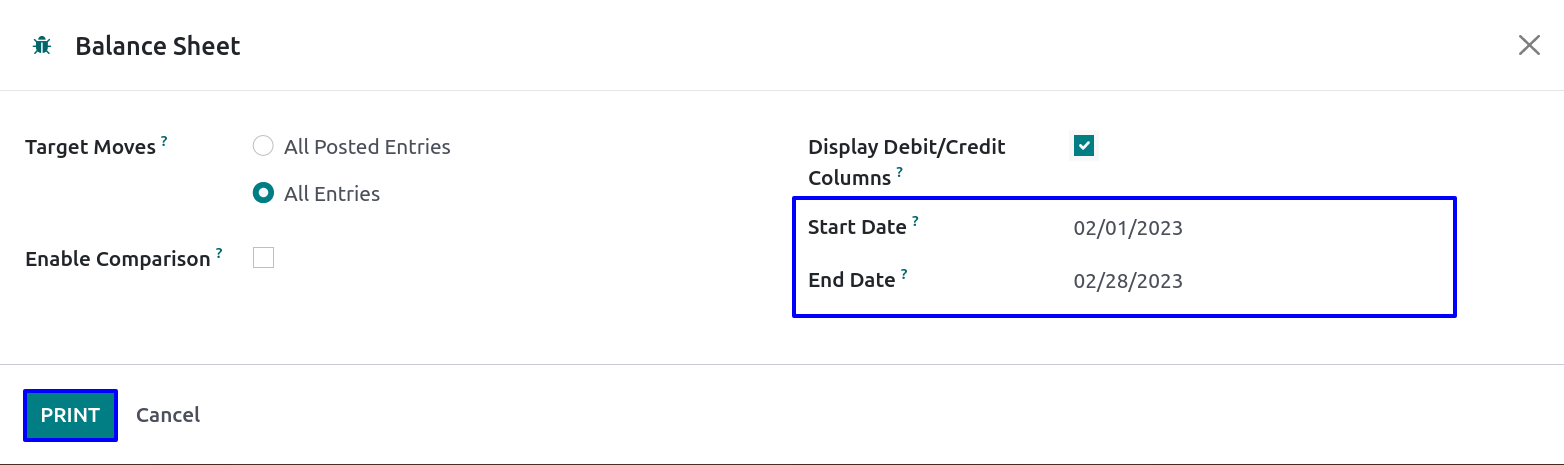 Balance Sheet
Target Moves ?
All Posted Entries
All Entries
Enable Comparison ?
Display Debit/Credit
Columns ?
Start Date ? 02/01/2023
End Date ? 02/28/2023
PRINT Cancel